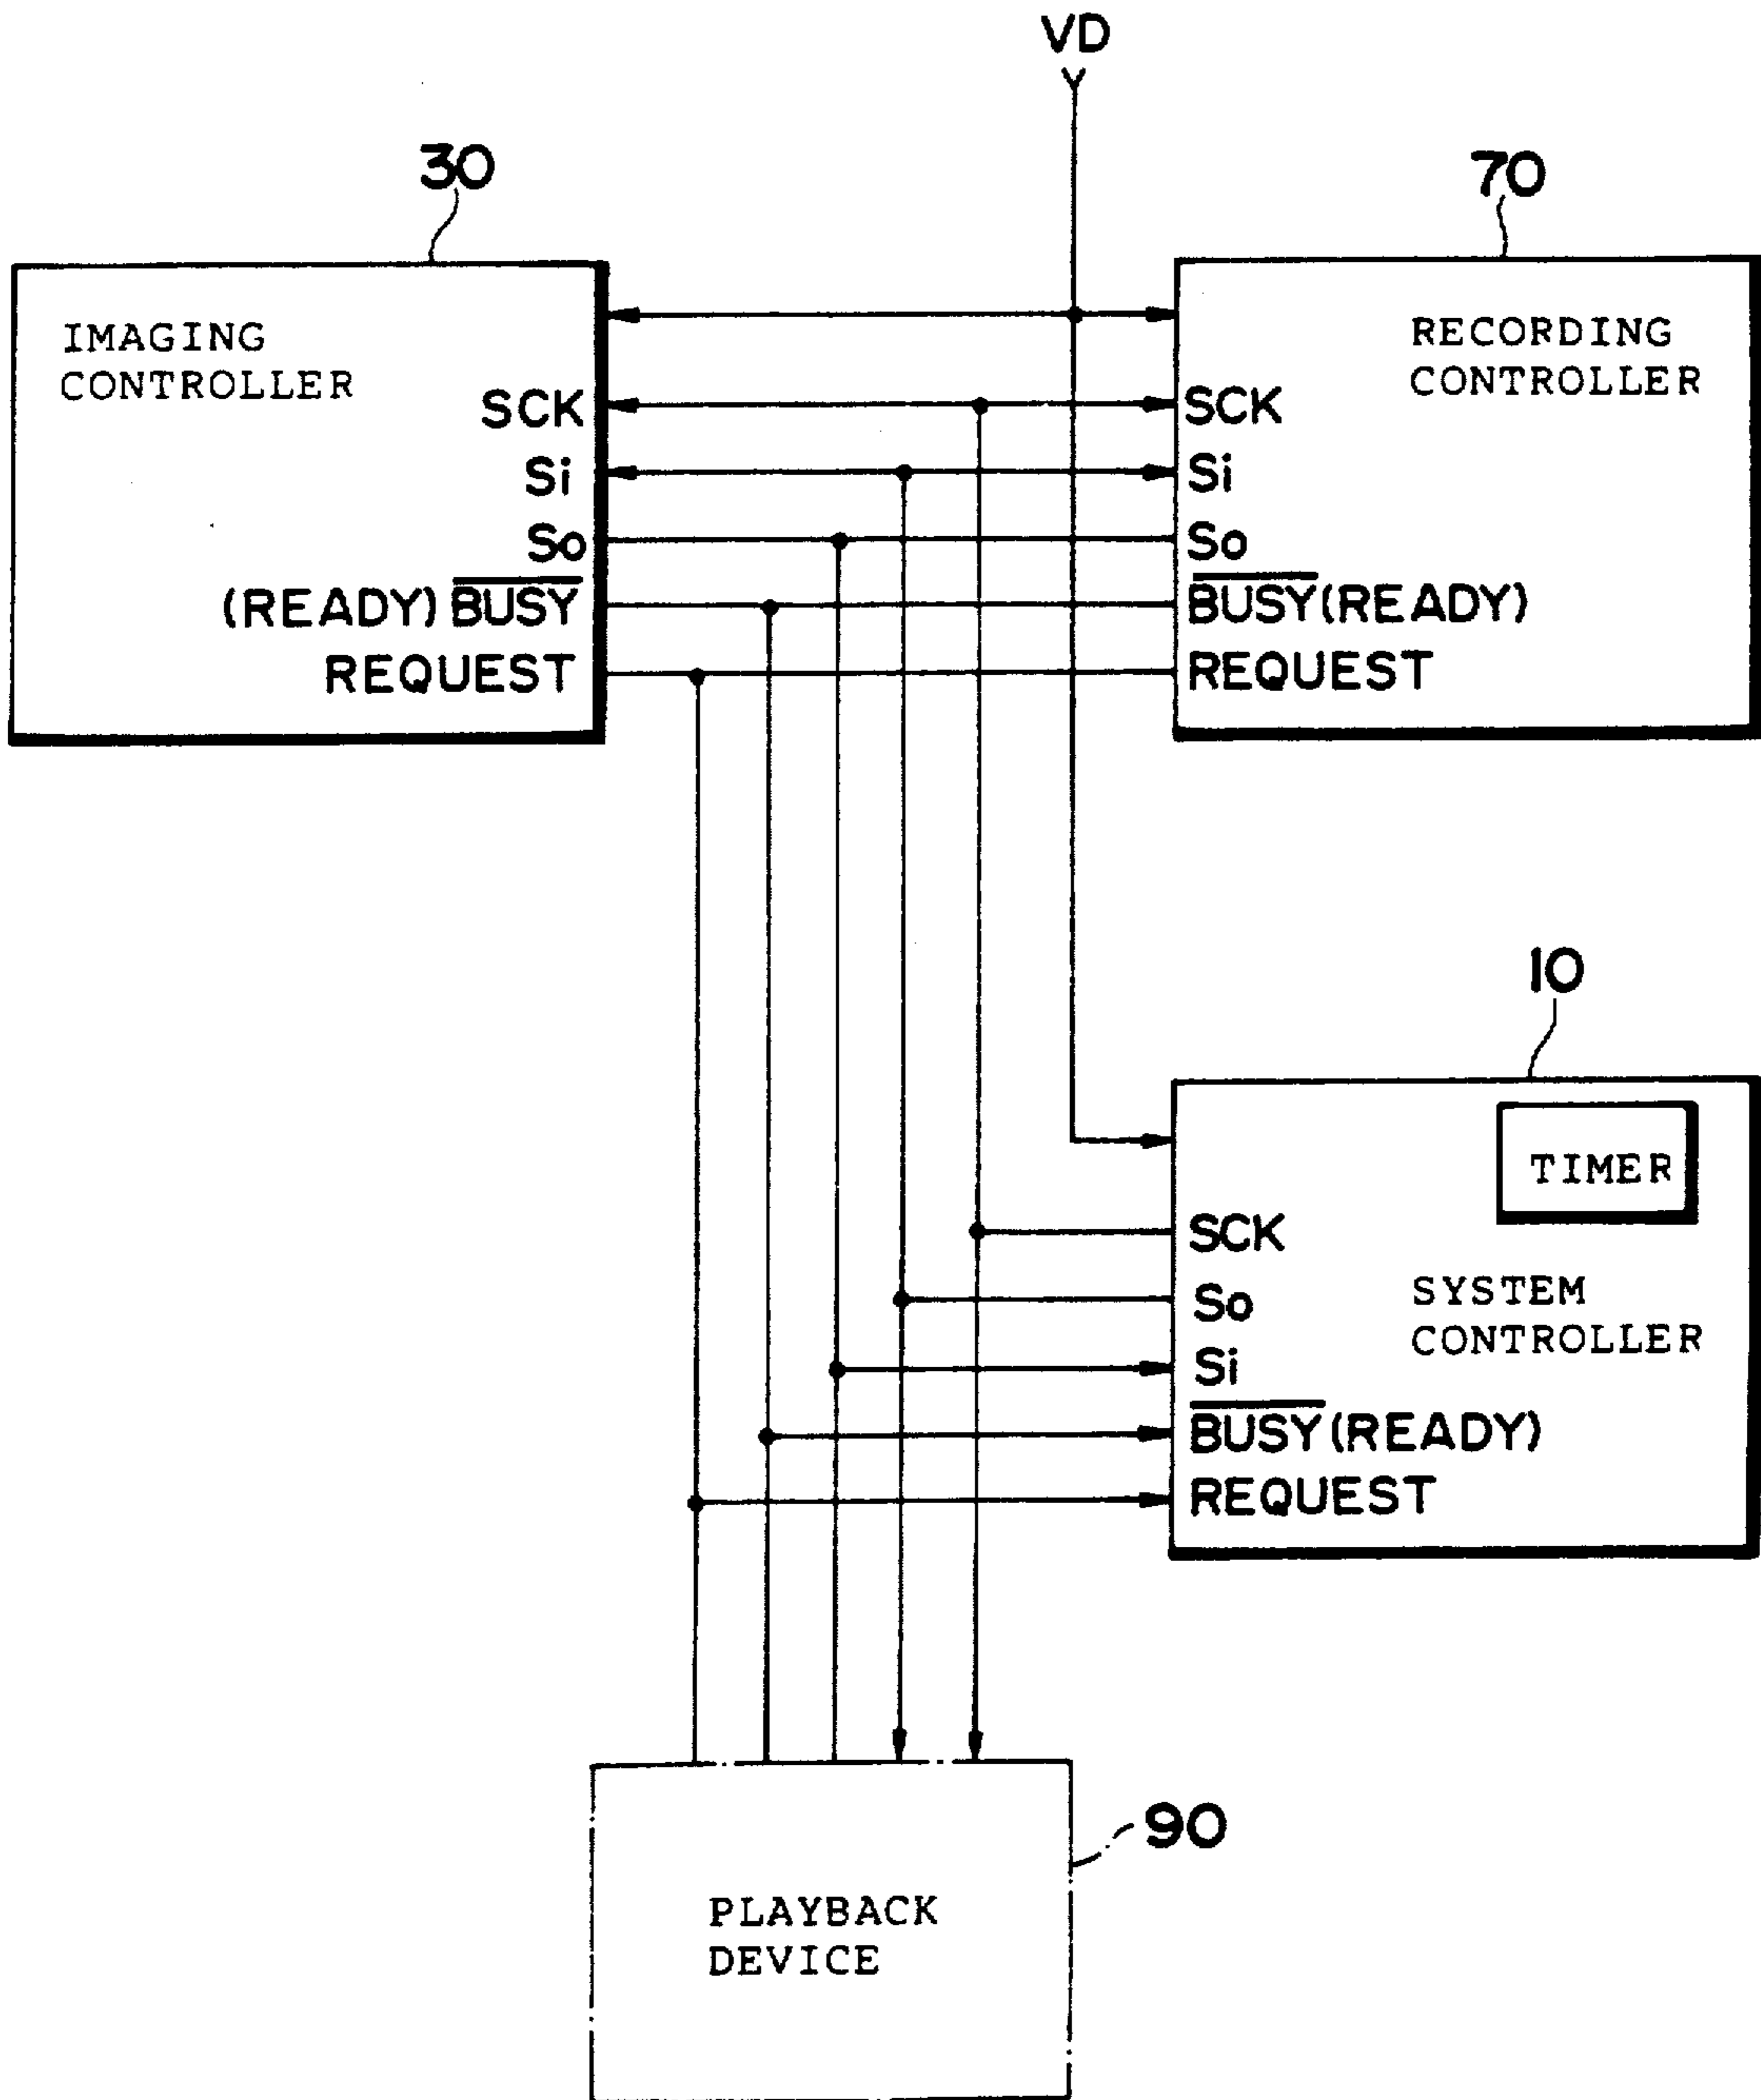 VD
30
70
IMAGING
CONTROLLER
SCK
Si
So
(READY) BUSY
REQUEST
RECORDING
CONTROLLER
SCK
Si
So
BUSY (READY)
REQUEST
10
TIMER
SCK
So
Si
BUSY (READY)
REQUEST
SYSTEM
CONTROLLER
90
PLAYBACK
DEVICE